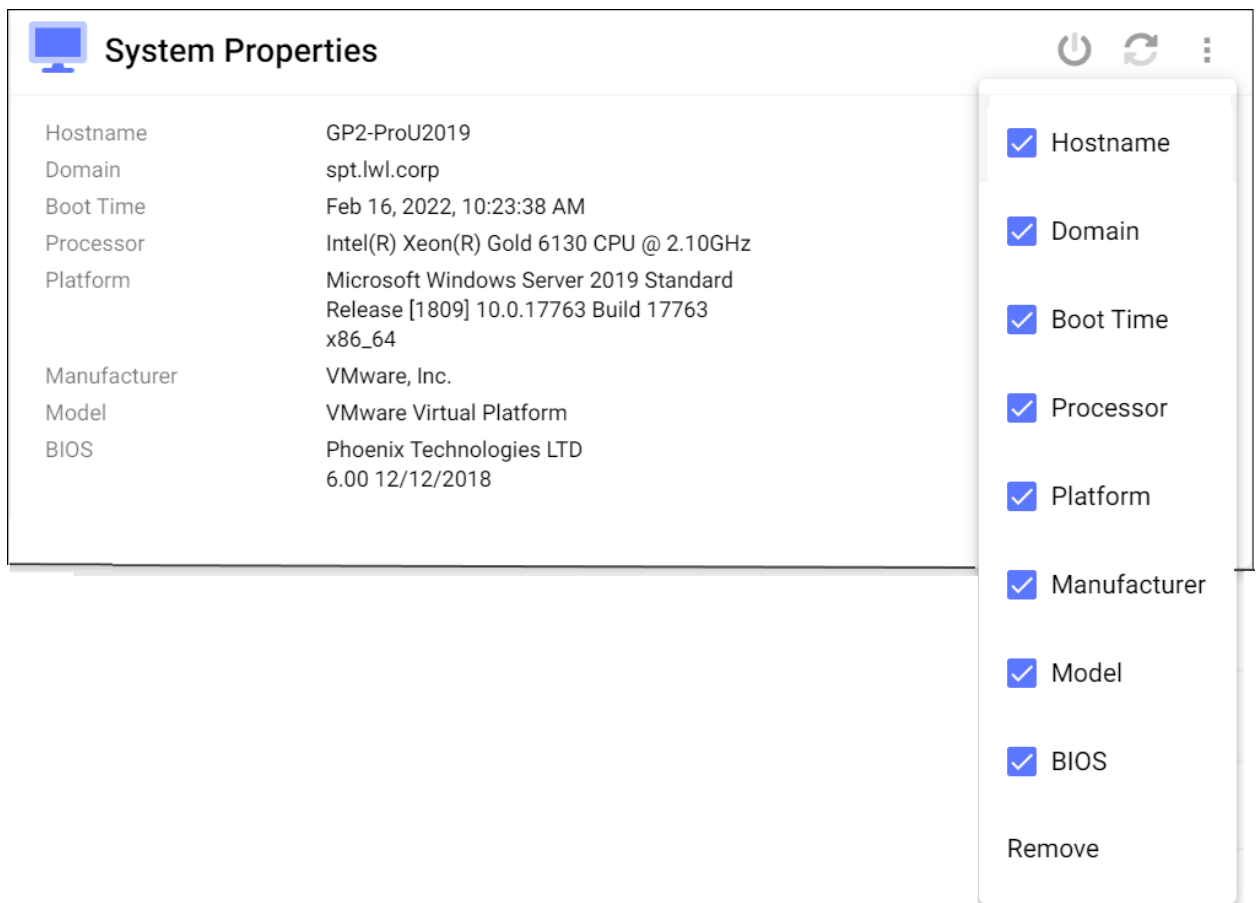 System Properties
Hostname GP2-ProU2019
Domain spt.lwl.corp
Boot Time Feb 16, 2022, 10:23:38 AM
Processor Intel(R) Xeon(R) Gold 6130 CPU @ 2.10GHz
Platform Microsoft Windows Server 2019 Standard
Release [1809] 10.0.17763 Build 17763
x86_64
Manufacturer VMware, Inc.
Model VMware Virtual Platform
BIOS Phoenix Technologies LTD
6.00 12/12/2018
Hostname
Domain
Boot Time
Processor
Platform
Manufacturer
Model
BIOS
Remove